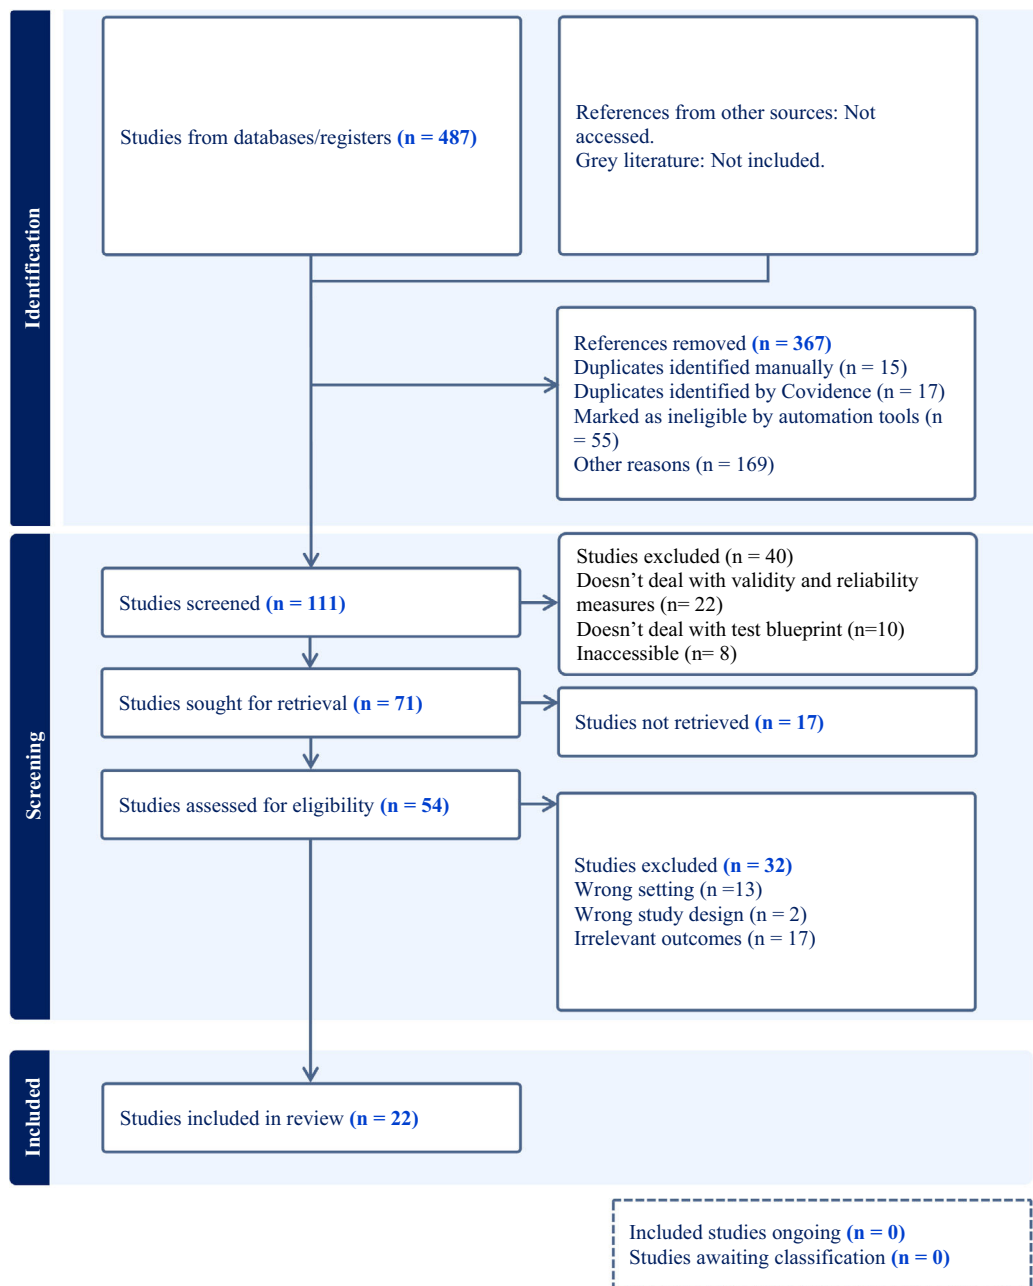 Identification
Studies from databases/registers (n = 487)
References from other sources: Not
accessed.
Grey literature: Not included.
References removed (n = 367)
Duplicates identified manually (n = 15)
Duplicates identified by Covidence (n = 17)
Marked as ineligible by automation tools (n
= 55)
Other reasons (n = 169)
Screening
Studies screened (n = 111)
Studies excluded (n = 40)
Doesn’t deal with validity and reliability
measures (n= 22)
Doesn’t deal with test blueprint (n=10)
Inaccessible (n= 8)
Studies sought for retrieval (n = 71)
Studies not retrieved (n = 17)
Studies assessed for eligibility (n = 54)
Studies excluded (n = 32)
Wrong setting (n =13)
Wrong study design (n = 2)
Irrelevant outcomes (n = 17)
Included
Studies included in review (n = 22)
Included studies ongoing (n = 0)
Studies awaiting classification (n = 0)